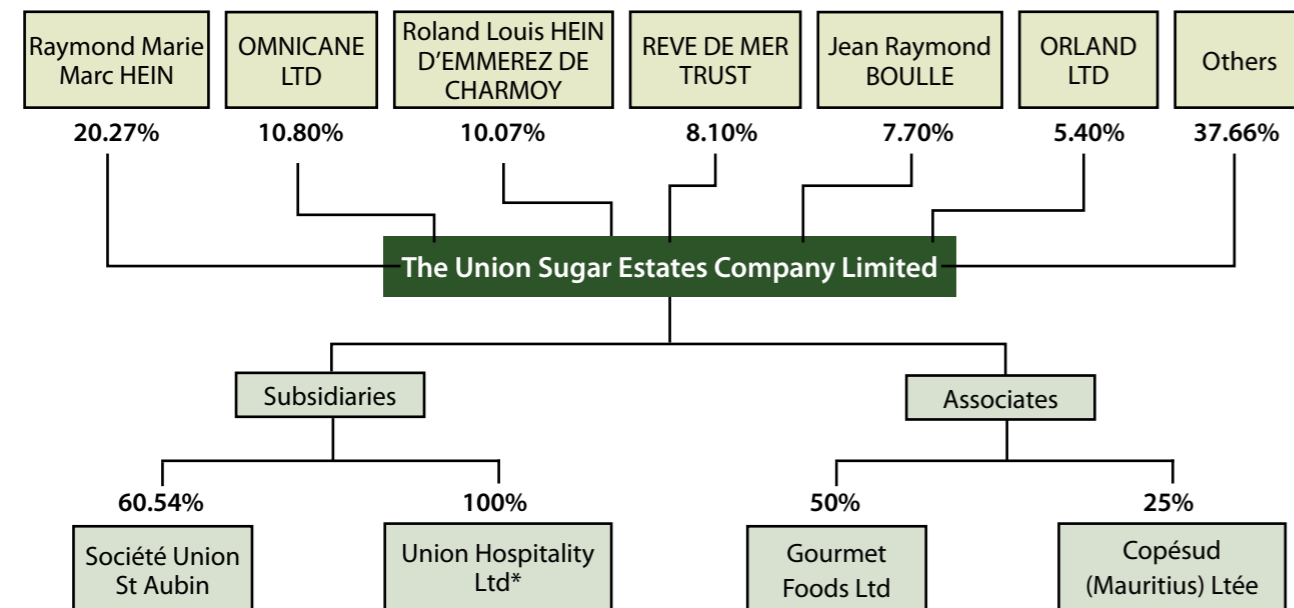 Raymond Marie
Marc HEIN
OMNICANE
LTD
Roland Louis HEIN
D'EMMEREZ DE
CHARMOY
REVE DE MER
TRUST
Jean Raymond
BOULLE
ORLAND
LTD
Others
20.27%
10.80%
10.07%
8.10%
7.70%
5.40%
37.66%
The Union Sugar Estates Company Limited
Subsidiaries
Associates
60.54%
100%
50%
25%
Société Union
St Aubin
Union Hospitality
Ltd*
Gourmet
Foods Ltd
Copésud
(Mauritius) Ltée